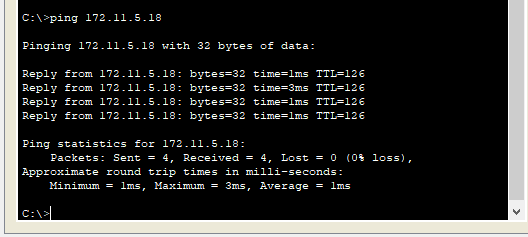 C:\>ping 172.11.5.18
Pinging 172.11.5.18 with 32 bytes of data:
Reply from 172.11.5.18: bytes=32 time=1ms TTL=126
Reply from 172.11.5.18: bytes=32 time=3ms TTL=126
Reply from 172.11.5.18: bytes=32 time=1ms TTL=126
Reply from 172.11.5.18: bytes=32 time=1ms TTL=126
Ping statistics for 172.11.5.18:
Packets: Sent = 4, Received = 4, Lost = 0 (0% loss),
Approximate round trip times in milli-seconds:
Minimum = 1ms, Maximum = 3ms, Average = 1ms
C:\>